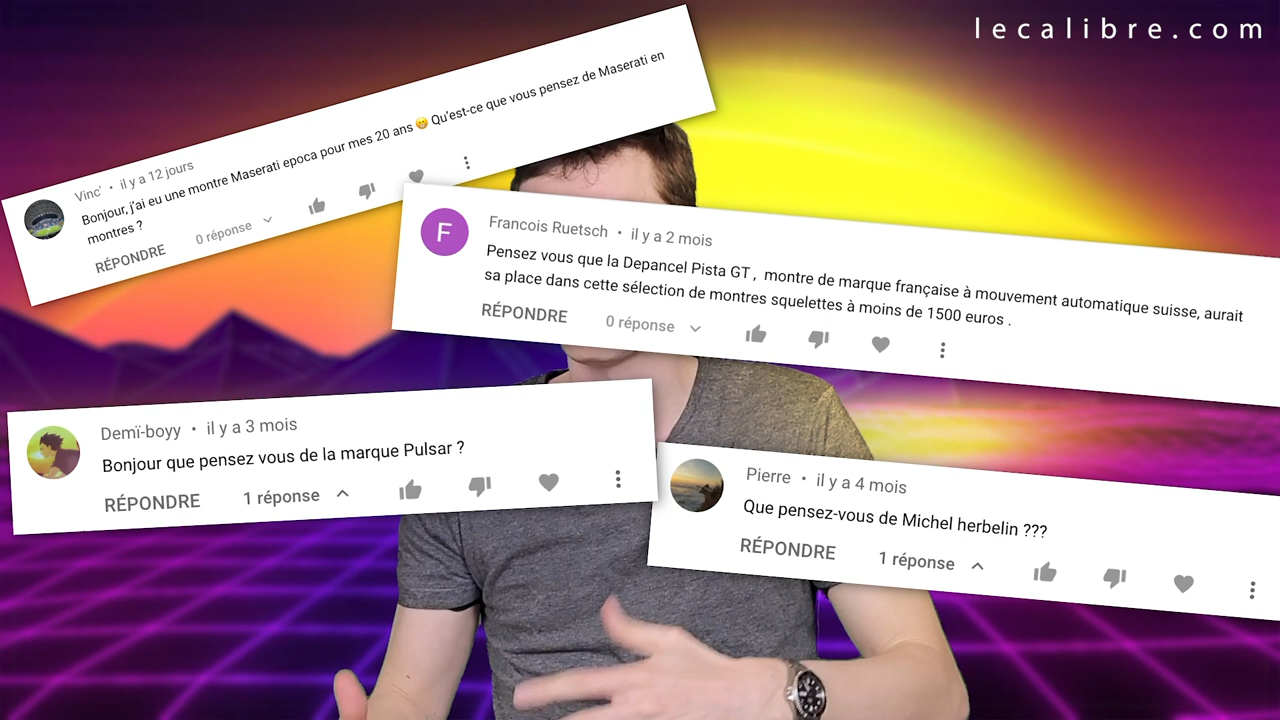 lecalibre.com
Vinc' • il y a 12 jours
Bonjour, j'ai eu une montre Maserati epoca pour mes 20 ans 😁 Qu'est-ce que vous pensez de Maserati en
montres ?
RÉPONDRE 0 réponse
F
Francois Ruetsch • il y a 2 mois
Pensez vous que la Depancel Pista GT , montre de marque française à mouvement automatique suisse, aurait
sa place dans cette sélection de montres squelettes à moins de 1500 euros .
RÉPONDRE 0 réponse
Demï-boyy • il y a 3 mois
Bonjour que pensez vous de la marque Pulsar ?
RÉPONDRE 1 réponse
Pierre • il y a 4 mois
Que pensez-vous de Michel herbelin ???
RÉPONDRE 1 réponse